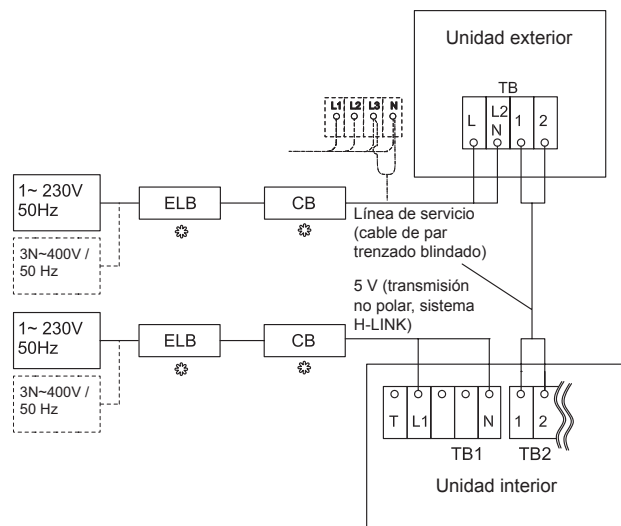 Unidad exterior
TB
L1 L2 L3 N
L L2 N 1 2
1~ 230V
50Hz
ELB
CB
3N~400V /
50 Hz
Línea de servicio
(cable de par
trenzado blindado)
5 V (transmisión
no polar, sistema
H-LINK)
1~ 230V
50Hz
ELB
CB
3N~400V /
50 Hz
T L1 N 1 2
TB1 TB2
Unidad interior